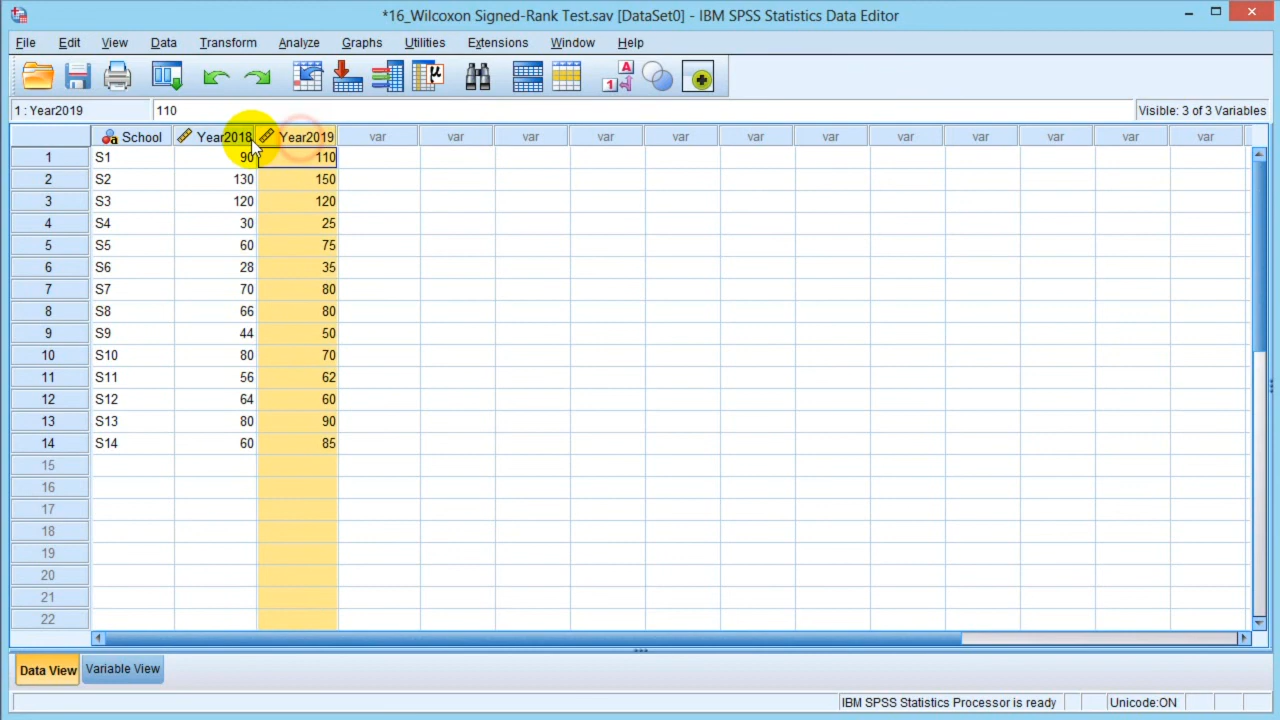 *16_Wilcoxon Signed-Rank Test.sav [DataSet0] - IBM SPSS Statistics Data Editor
File Edit View Data Transform Analyze Graphs Utilities Extensions Window Help
1 : Year2019 110 Visible: 3 of 3 Variables
School Year2018 Year2019 var var var var var var var var var var var var
1 S1 90 110
2 S2 130 150
3 S3 120 120
4 S4 30 25
5 S5 60 75
6 S6 28 35
7 S7 70 80
8 S8 66 80
9 S9 44 50
10 S10 80 70
11 S11 56 62
12 S12 64 60
13 S13 80 90
14 S14 60 85
15
16
17
18
19
20
21
22
Data View Variable View
IBM SPSS Statistics Processor is ready Unicode:ON